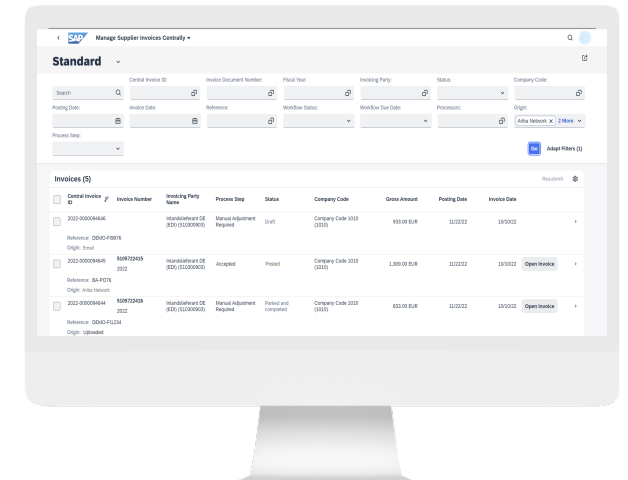 SAP Manage Supplier Invoices Centrally
Standard
Central Invoice ID: Invoice Document Number: Fiscal Year: Invoicing Party: Status Company Code:
Search
Posting Date: Invoice Date: Reference: Workflow Status: Workflow Due Date: Processors: Origin:
Ariba Network X 2 More
Process Step:
Go Adapt Filters (1)
Invoices (5) Resubmit
Central Invoice ID Invoice Number Invoicing Party Name Process Step Status Company Code Gross Amount Posting Date Invoice Date
2022-0000094646 Inlandslieferant DE (EDI) (S10300903) Manual Adjustment Required Draft Company Code 1010 (1010) 933.00 EUR 11/22/22 10/10/22
Reference: DEMO-FI9876
Origin: Email
2022-0000094645 5105722415 2022 Inlandslieferant DE (EDI) (S10300903) Accepted Posted Company Code 1010 (1010) 1,309.00 EUR 11/22/22 10/10/22 Open Invoice
Reference: BA-PO76
Origin: Ariba Network
2022-0000094644 5105722416 2022 Inlandslieferant DE (EDI) (S10300903) Manual Adjustment Required Parked and completed Company Code 1010 (1010) 833.00 EUR 11/22/22 10/10/22 Open Invoice
Reference: DEMO-FI1234
Origin: Uploaded